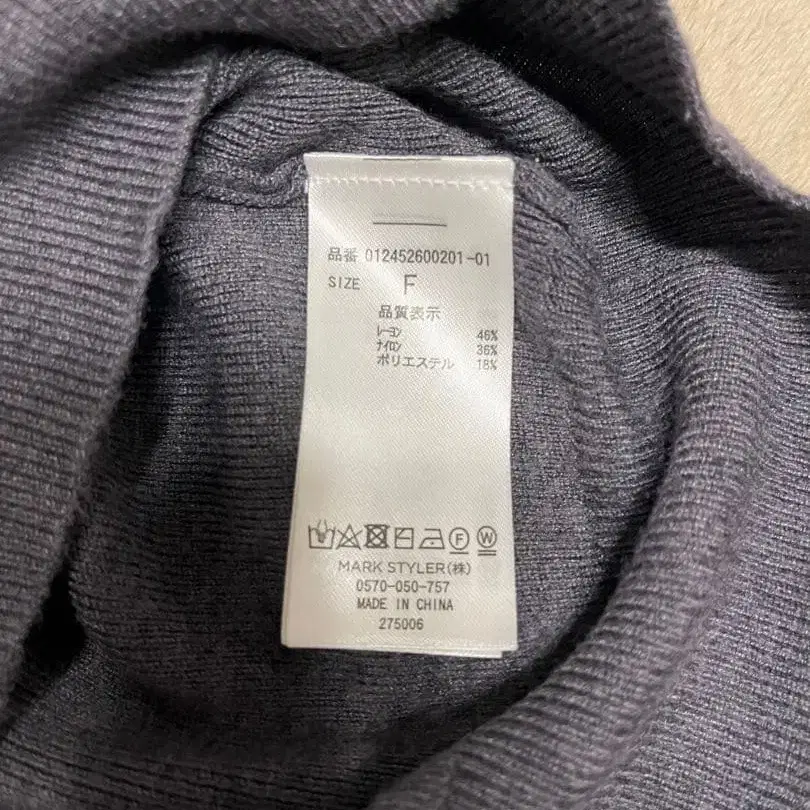 品番 012452600201-01
SIZE F
品質表示
レーヨン 46%
ナイロン 36%
ポリエステル 18%
MARK STYLER(株)
0570-050-757
MADE IN CHINA
275006